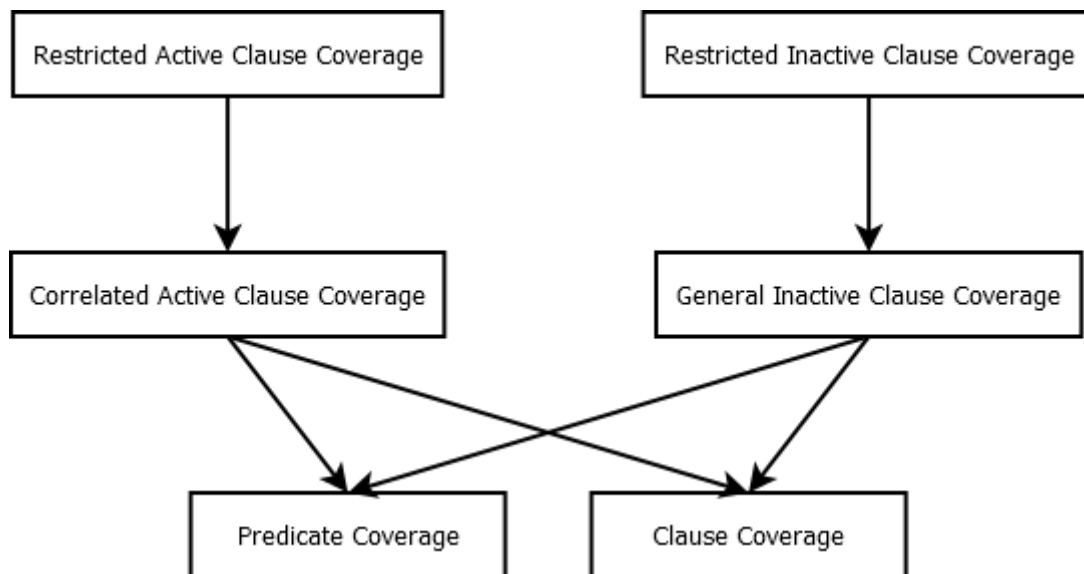 Restricted Active Clause Coverage
Restricted Inactive Clause Coverage
Correlated Active Clause Coverage
General Inactive Clause Coverage
Predicate Coverage
Clause Coverage